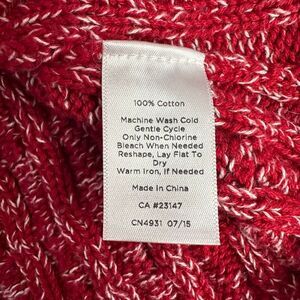 100% Cotton
Machine Wash Cold
Gentle Cycle
Only Non-Chlorine
Bleach When Needed
Reshape, Lay Flat To
Dry
Warm Iron, If Needed
Made In China
CA #23147
CN4931 07/15